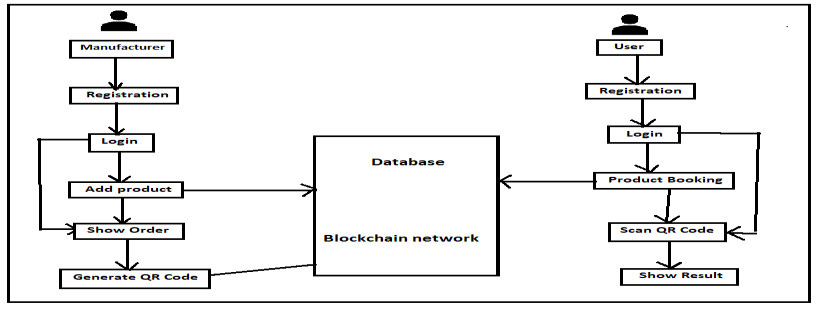 Manufacturer
Registration
Login
Add product
Show Order
Generate QR Code
Database
Blockchain network
User
Registration
Login
Product Booking
Scan QR Code
Show Result